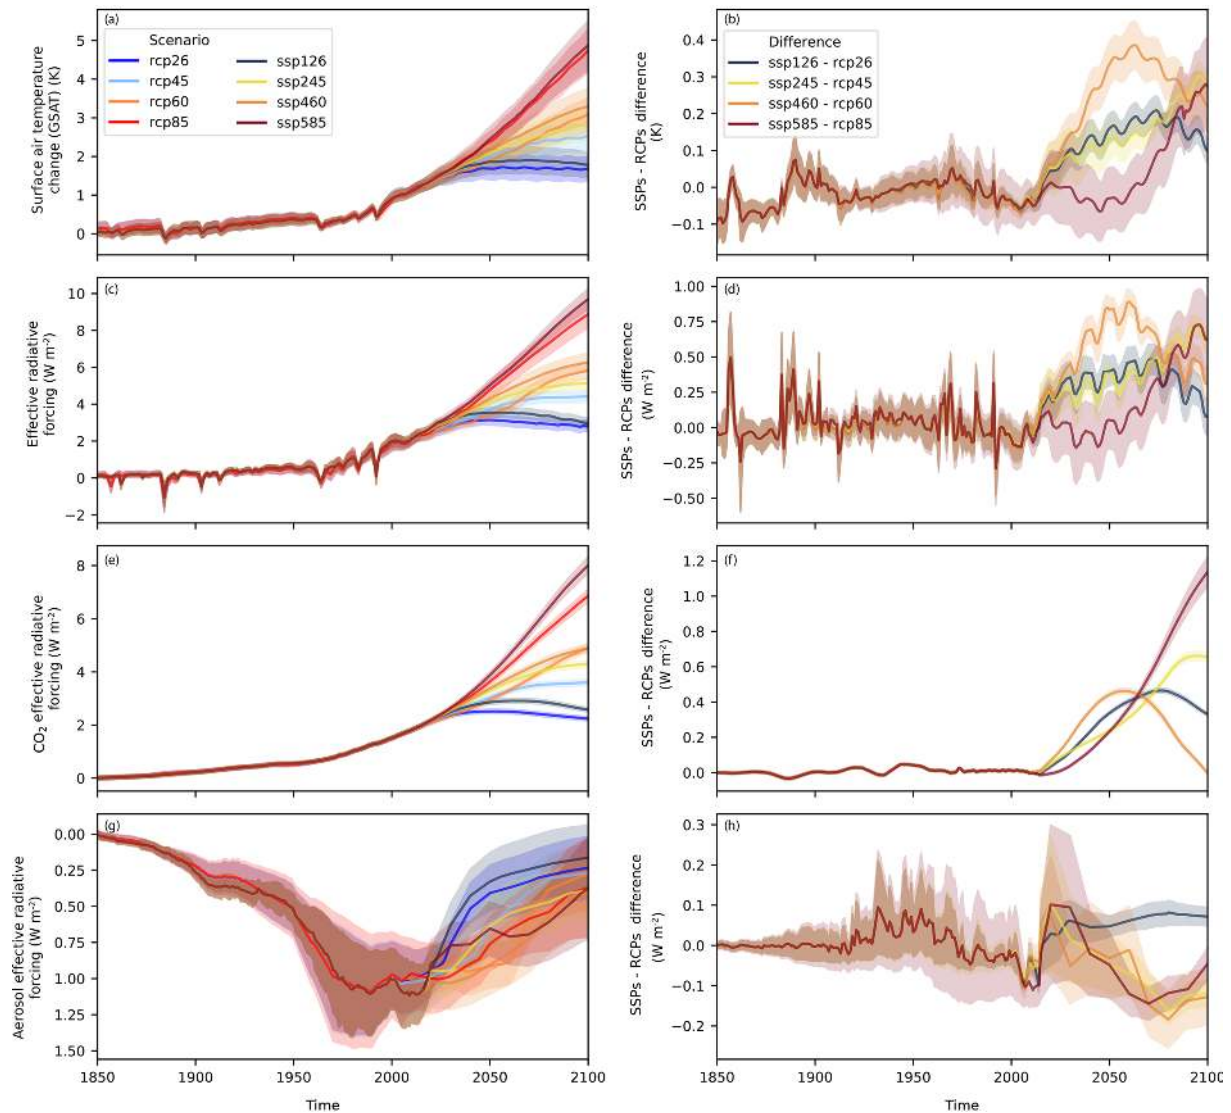 (a)
Scenario
rcp26
rcp45
rcp60
rcp85
ssp126
ssp245
ssp460
ssp585
5
4
3
2
1
0
Surface air temperature
change (GSAT) (K)
(b)
Difference
ssp126 - rcp26
ssp245 - rcp45
ssp460 - rcp60
ssp585 - rcp85
0.4
0.3
0.2
0.1
0.0
−0.1
SSPs - RCPs difference
(K)
(c)
10
8
6
4
2
0
−2
Effective radiative
forcing (W m-2)
(d)
1.00
0.75
0.50
0.25
0.00
−0.25
−0.50
SSPs - RCPs difference
(W m-2)
(e)
8
6
4
2
0
CO2 effective radiative
forcing (W m-2)
(f)
1.2
1.0
0.8
0.6
0.4
0.2
0.0
SSPs - RCPs difference
(W m-2)
(g)
0.00
0.25
0.50
0.75
1.00
1.25
1.50
Aerosol effective radiative
forcing (W m-2)
1850 1900 1950 2000 2050 2100
Time
(h)
0.3
0.2
0.1
0.0
−0.1
−0.2
SSPs - RCPs difference
(W m-2)
1850 1900 1950 2000 2050 2100
Time